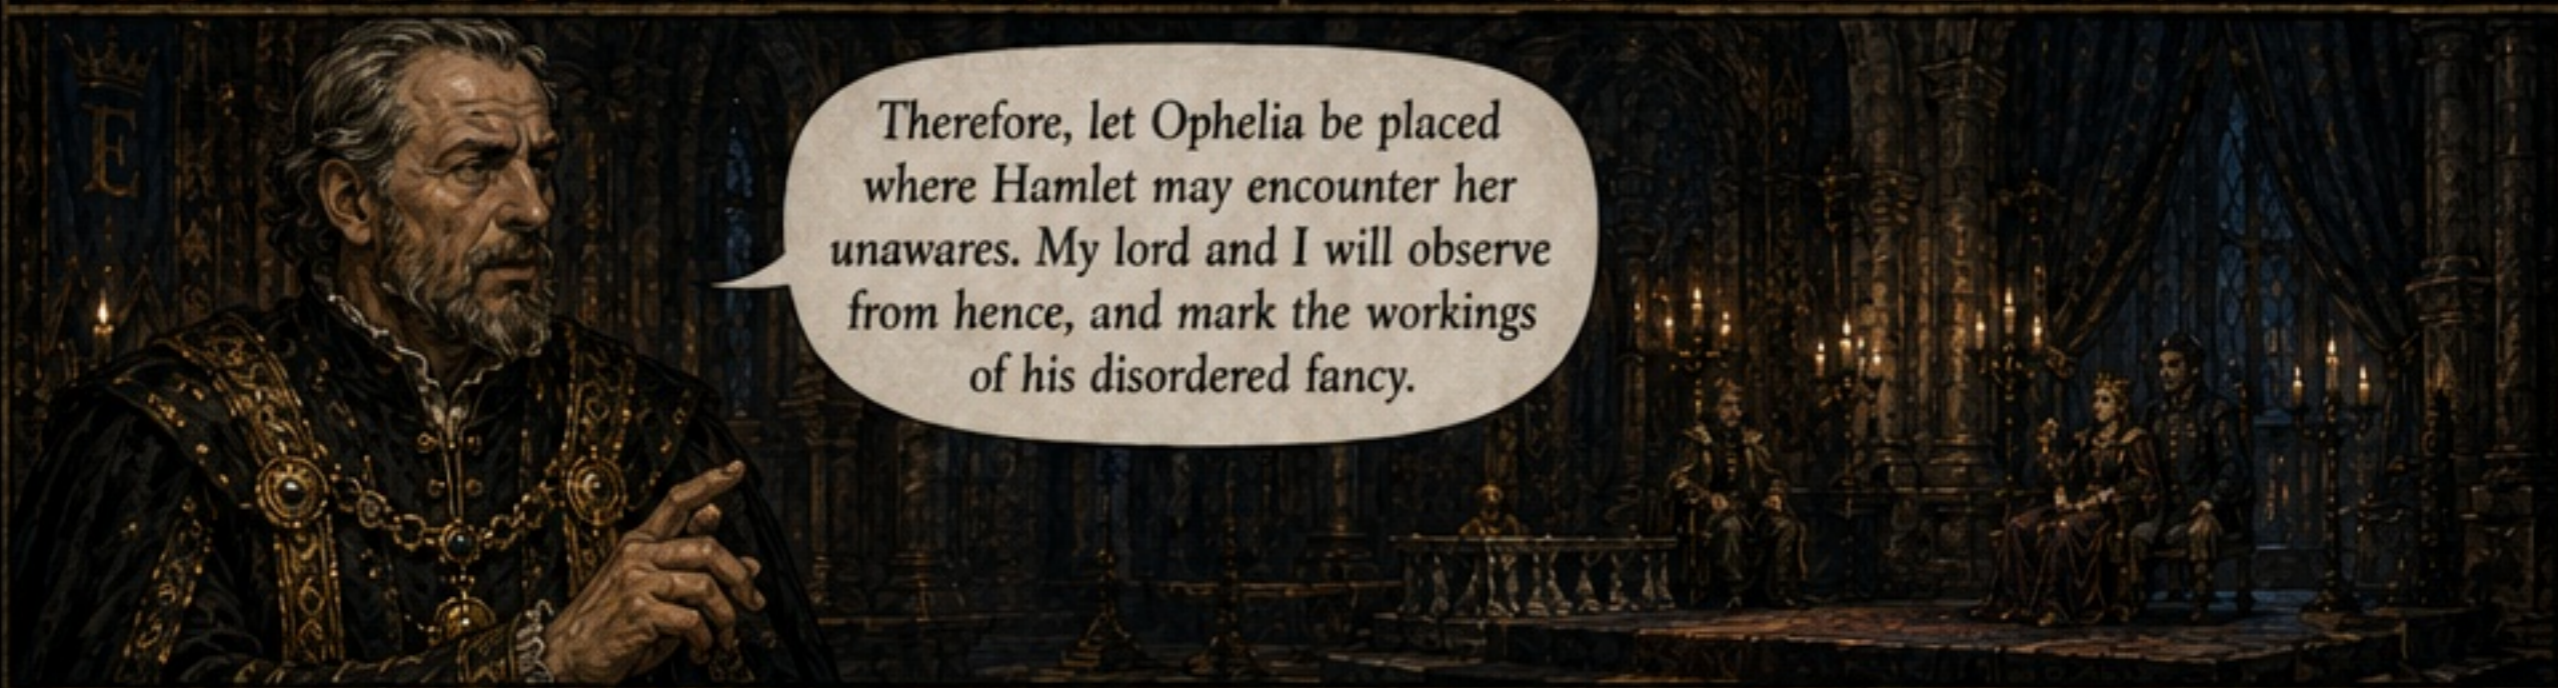 E
Therefore, let Ophelia be placed
where Hamlet may encounter her
unawares. My lord and I will observe
from hence, and mark the workings
of his disordered fancy.